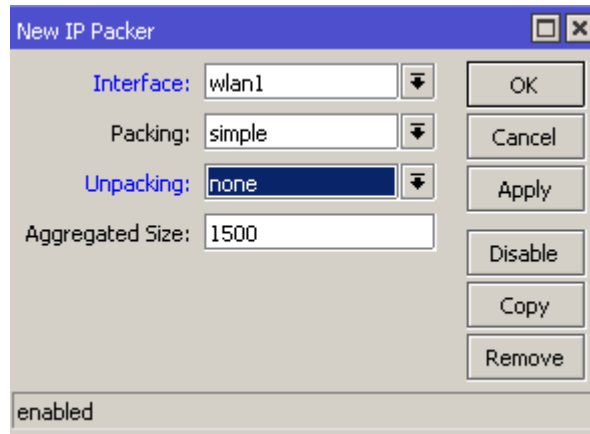 New IP Packer
Interface: wlan1
Packing: simple
Unpacking: none
Aggregated Size: 1500
OK
Cancel
Apply
Disable
Copy
Remove
enabled